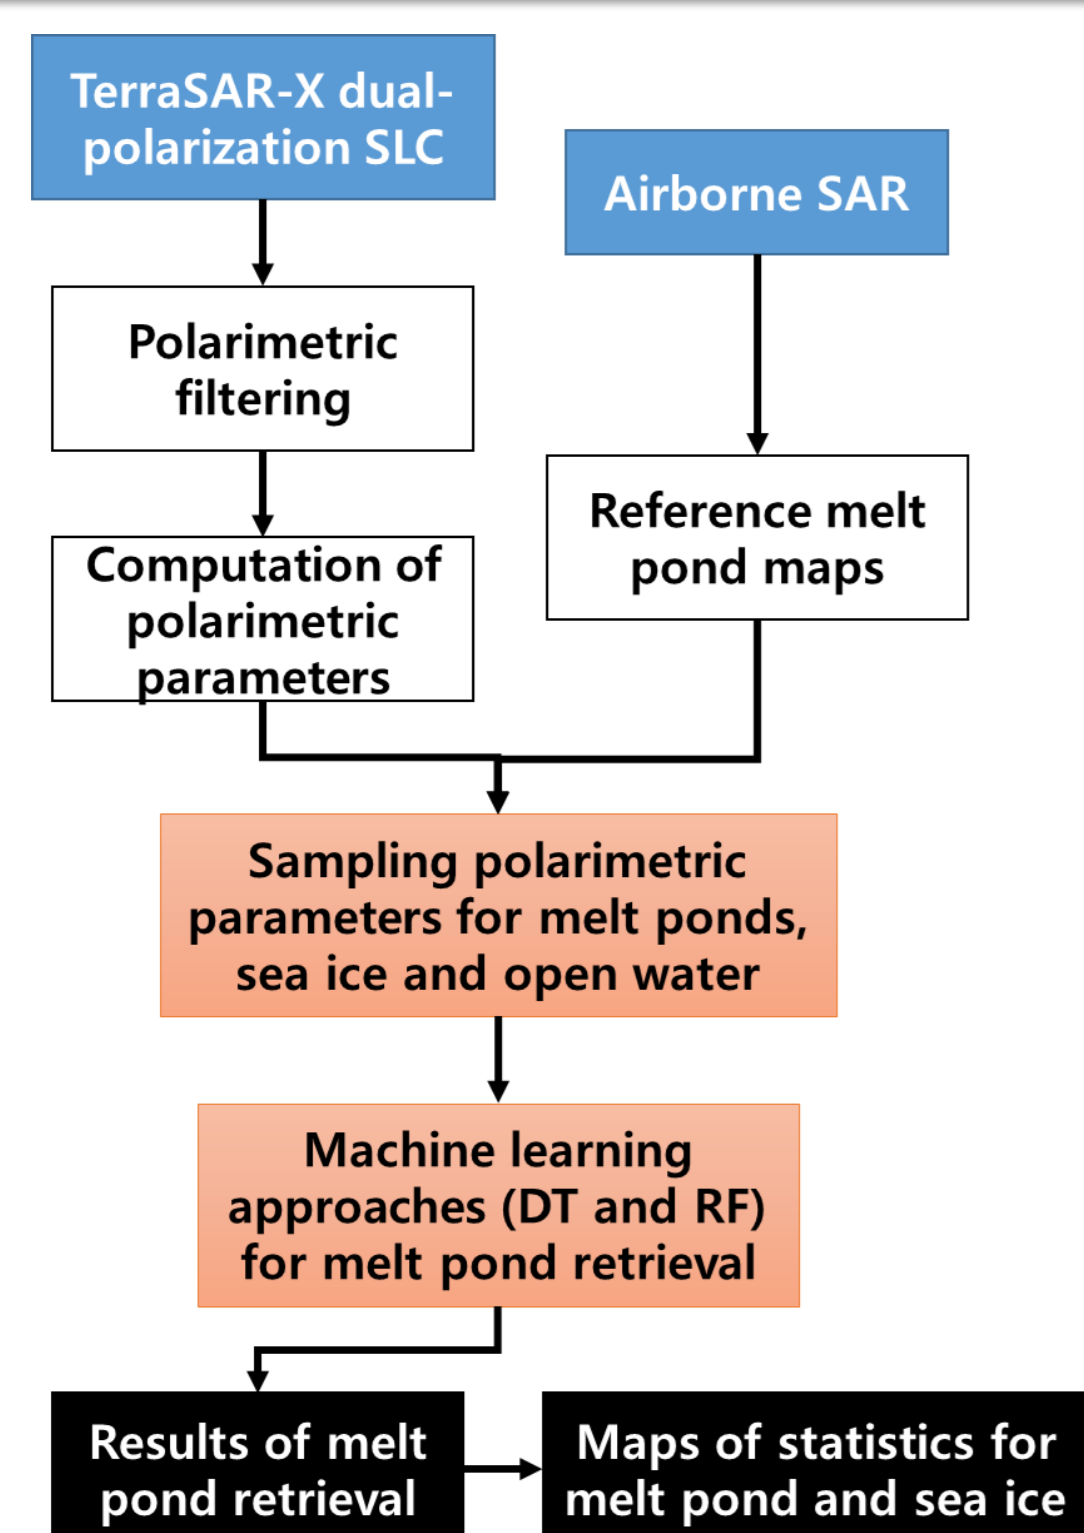 TerraSAR-X dual-
polarization SLC
Airborne SAR
Polarimetric
filtering
Reference melt
pond maps
Computation of
polarimetric
parameters
Sampling polarimetric
parameters for melt ponds,
sea ice and open water
Machine learning
approaches (DT and RF)
for melt pond retrieval
Results of melt
pond retrieval
Maps of statistics for
melt pond and sea ice